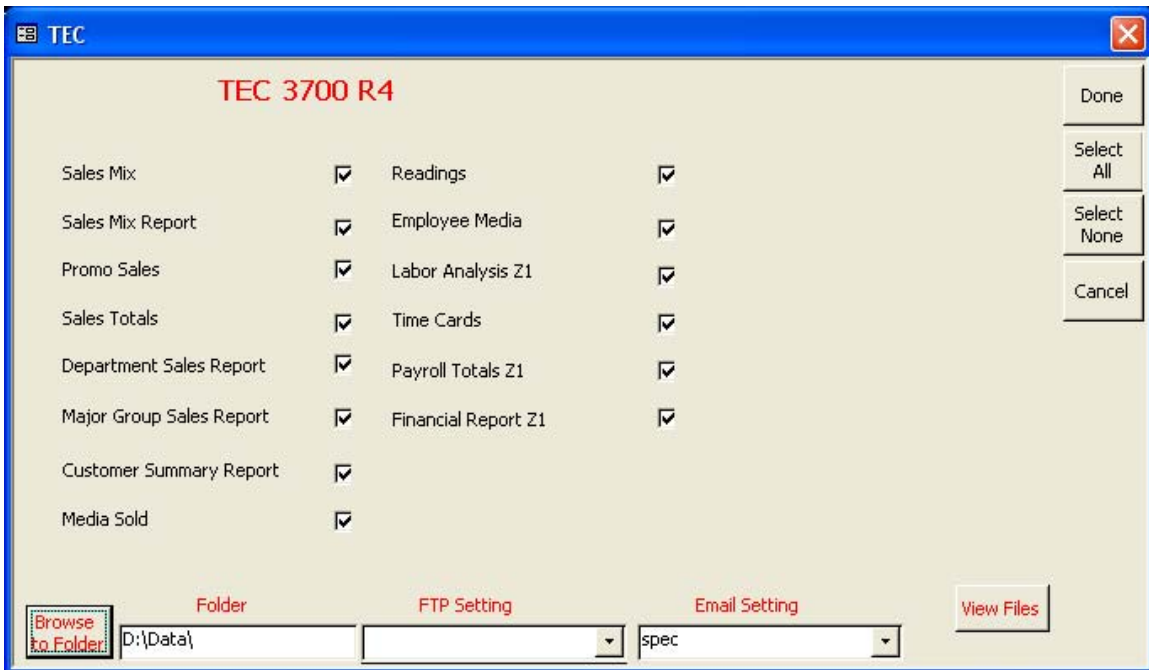 TEC
TEC 3700 R4
Done
Select
All
Select
None
Cancel
Sales Mix
Readings
Sales Mix Report
Employee Media
Promo Sales
Labor Analysis Z1
Sales Totals
Time Cards
Department Sales Report
Payroll Totals Z1
Major Group Sales Report
Financial Report Z1
Customer Summary Report
Media Sold
Browse
to Folder
Folder
D:\Data\
FTP Setting
Email Setting
spec
View Files